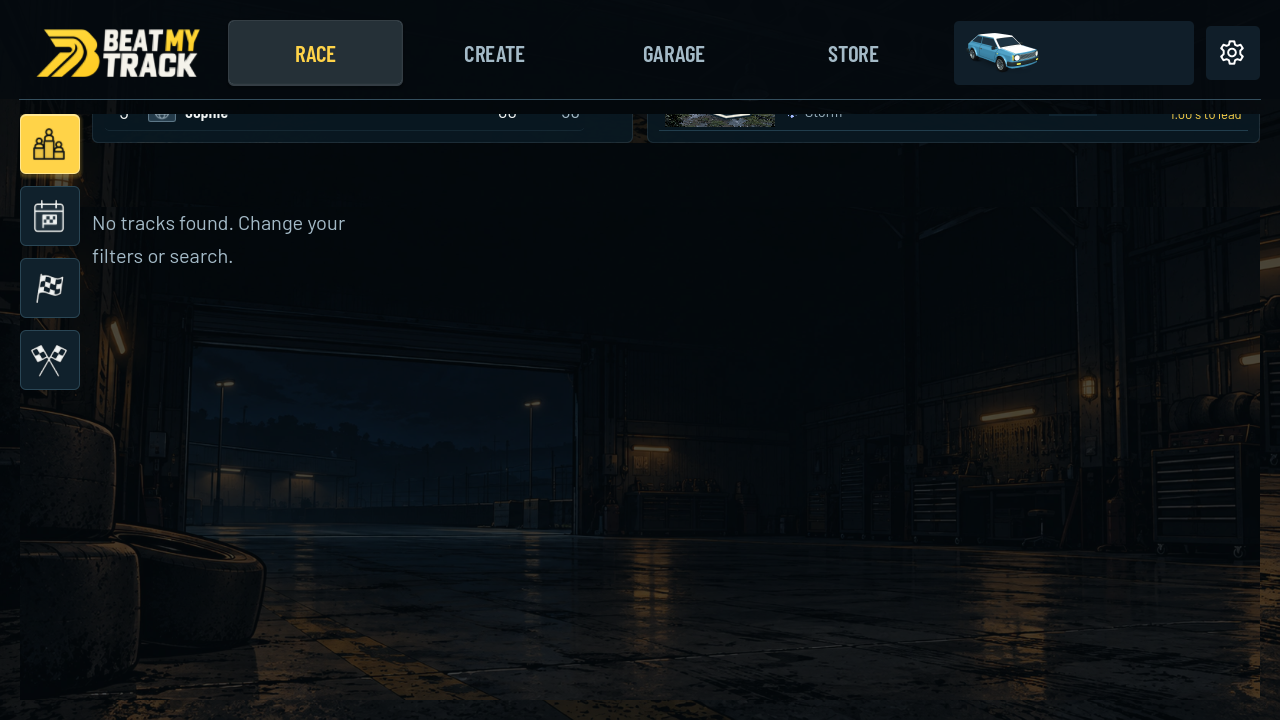 BEAT MY TRACK
RACE
CREATE
GARAGE
STORE
Sophie
1.00 s to lead
No tracks found. Change your
filters or search.